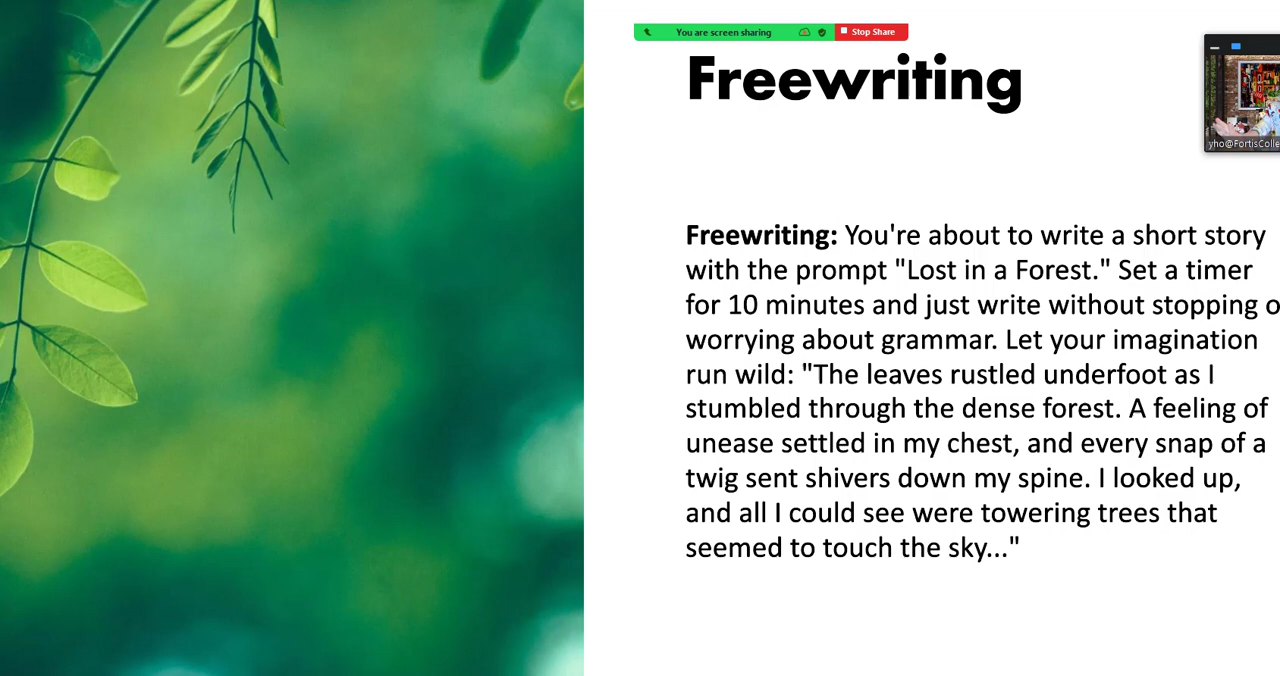 You are screen sharing
Stop Share
Freewriting
yho@FortisColle
Freewriting: You're about to write a short story
with the prompt "Lost in a Forest." Set a timer
for 10 minutes and just write without stopping o
worrying about grammar. Let your imagination
run wild: "The leaves rustled underfoot as I
stumbled through the dense forest. A feeling of
unease settled in my chest, and every snap of a
twig sent shivers down my spine. I looked up,
and all I could see were towering trees that
seemed to touch the sky..."